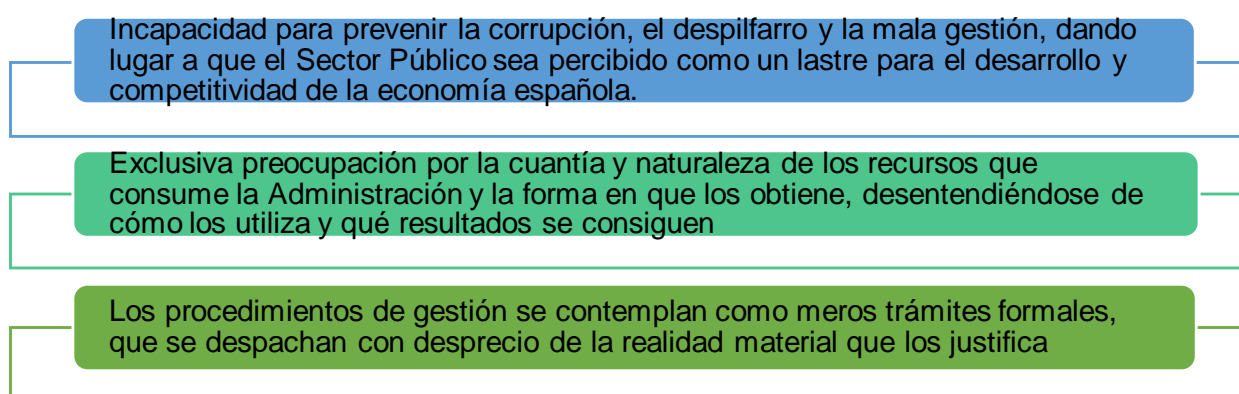 Incapacidad para prevenir la corrupción, el despilfarro y la mala gestión, dando
lugar a que el Sector Público sea percibido como un lastre para el desarrollo y
competitividad de la economía española.
Exclusiva preocupación por la cuantía y naturaleza de los recursos que
consume la Administración y la forma en que los obtiene, desentendiéndose de
cómo los utiliza y qué resultados se consiguen
Los procedimientos de gestión se contemplan como meros trámites formales,
que se despachan con desprecio de la realidad material que los justifica